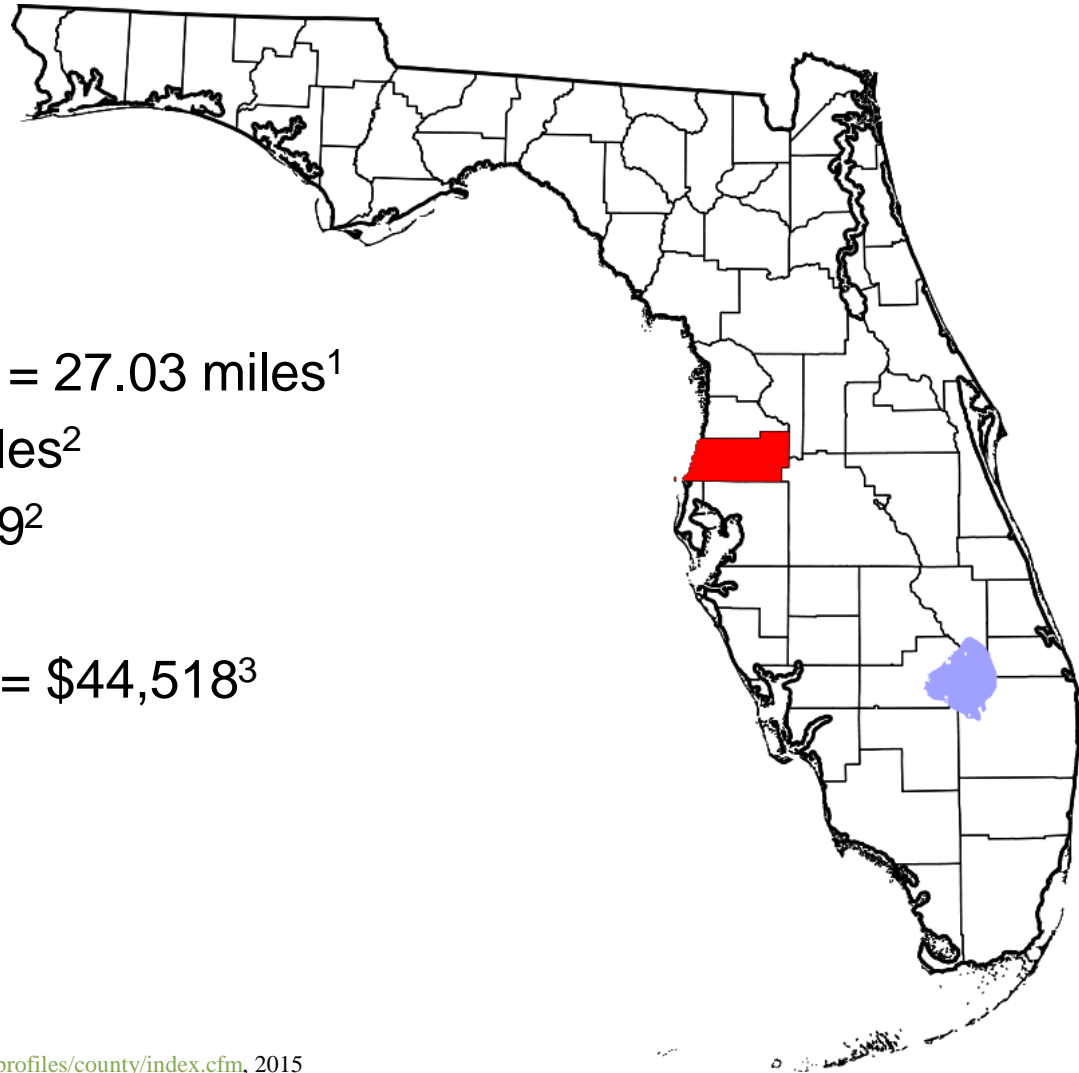 = 27.03 miles¹
les²
9²
= $44,518³
profiles/county/index.cfm, 2015